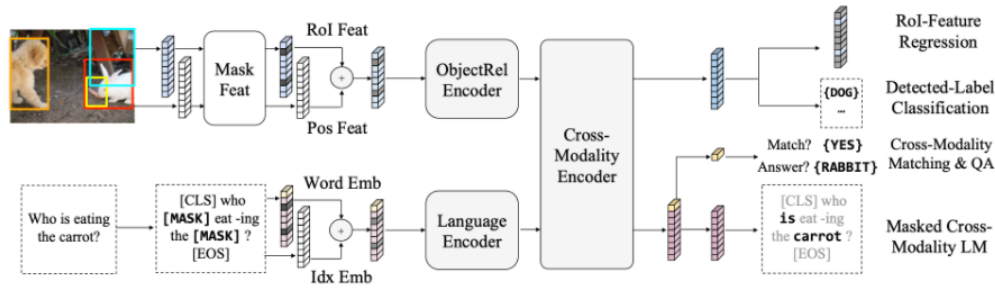 RoI Feat
Mask
Feat
Pos Feat
ObjectRel
Encoder
Cross-
Modality
Encoder
RoI-Feature
Regression
{DOG}
...
Detected-Label
Classification
Match? {YES}
Answer? {RABBIT}
Cross-Modality
Matching & QA
Who is eating
the carrot?
[CLS] who
[MASK] eat -ing
the [MASK] ?
[EOS]
Word Emb
Idx Emb
Language
Encoder
[CLS] who
is eat -ing
the carrot ?
[EOS]
Masked Cross-
Modality LM